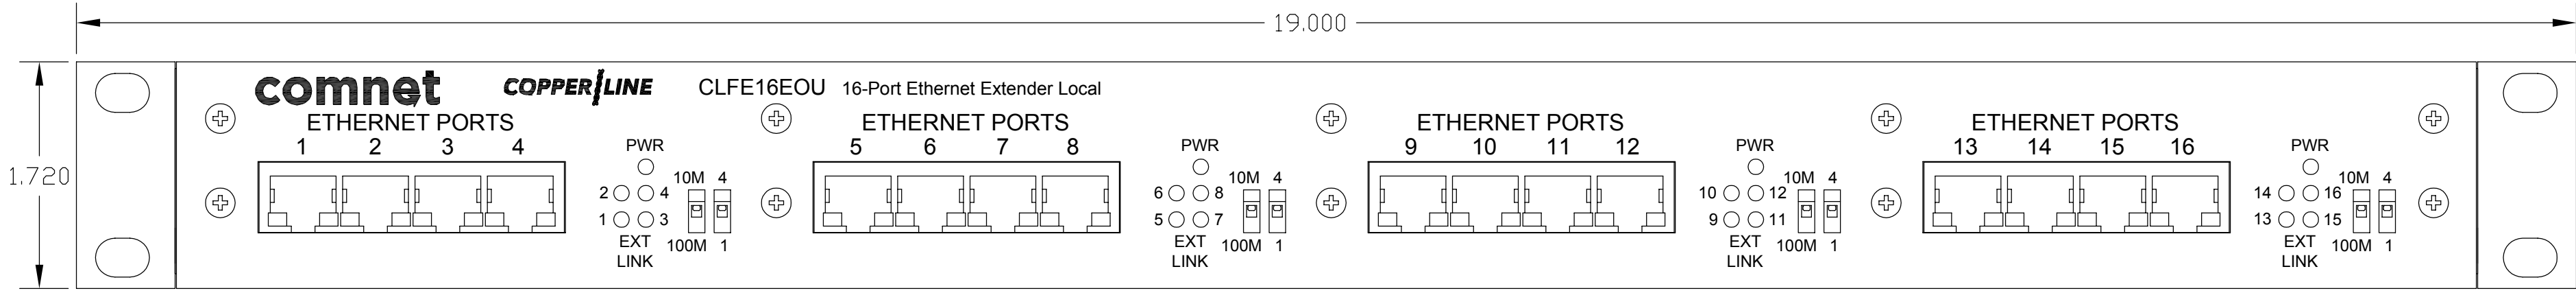 19.000
1.720
comnet COPPER LINE CLFE16EOU 16-Port Ethernet Extender Local
ETHERNET PORTS
1 2 3 4
PWR
10M 4
2 4
1 3
EXT 100M 1
LINK
ETHERNET PORTS
5 6 7 8
PWR
10M 4
6 8
5 7
EXT 100M 1
LINK
ETHERNET PORTS
9 10 11 12
PWR
10M 4
10 12
9 11
EXT 100M 1
LINK
ETHERNET PORTS
13 14 15 16
PWR
10M 4
14 16
13 15
EXT 100M 1
LINK